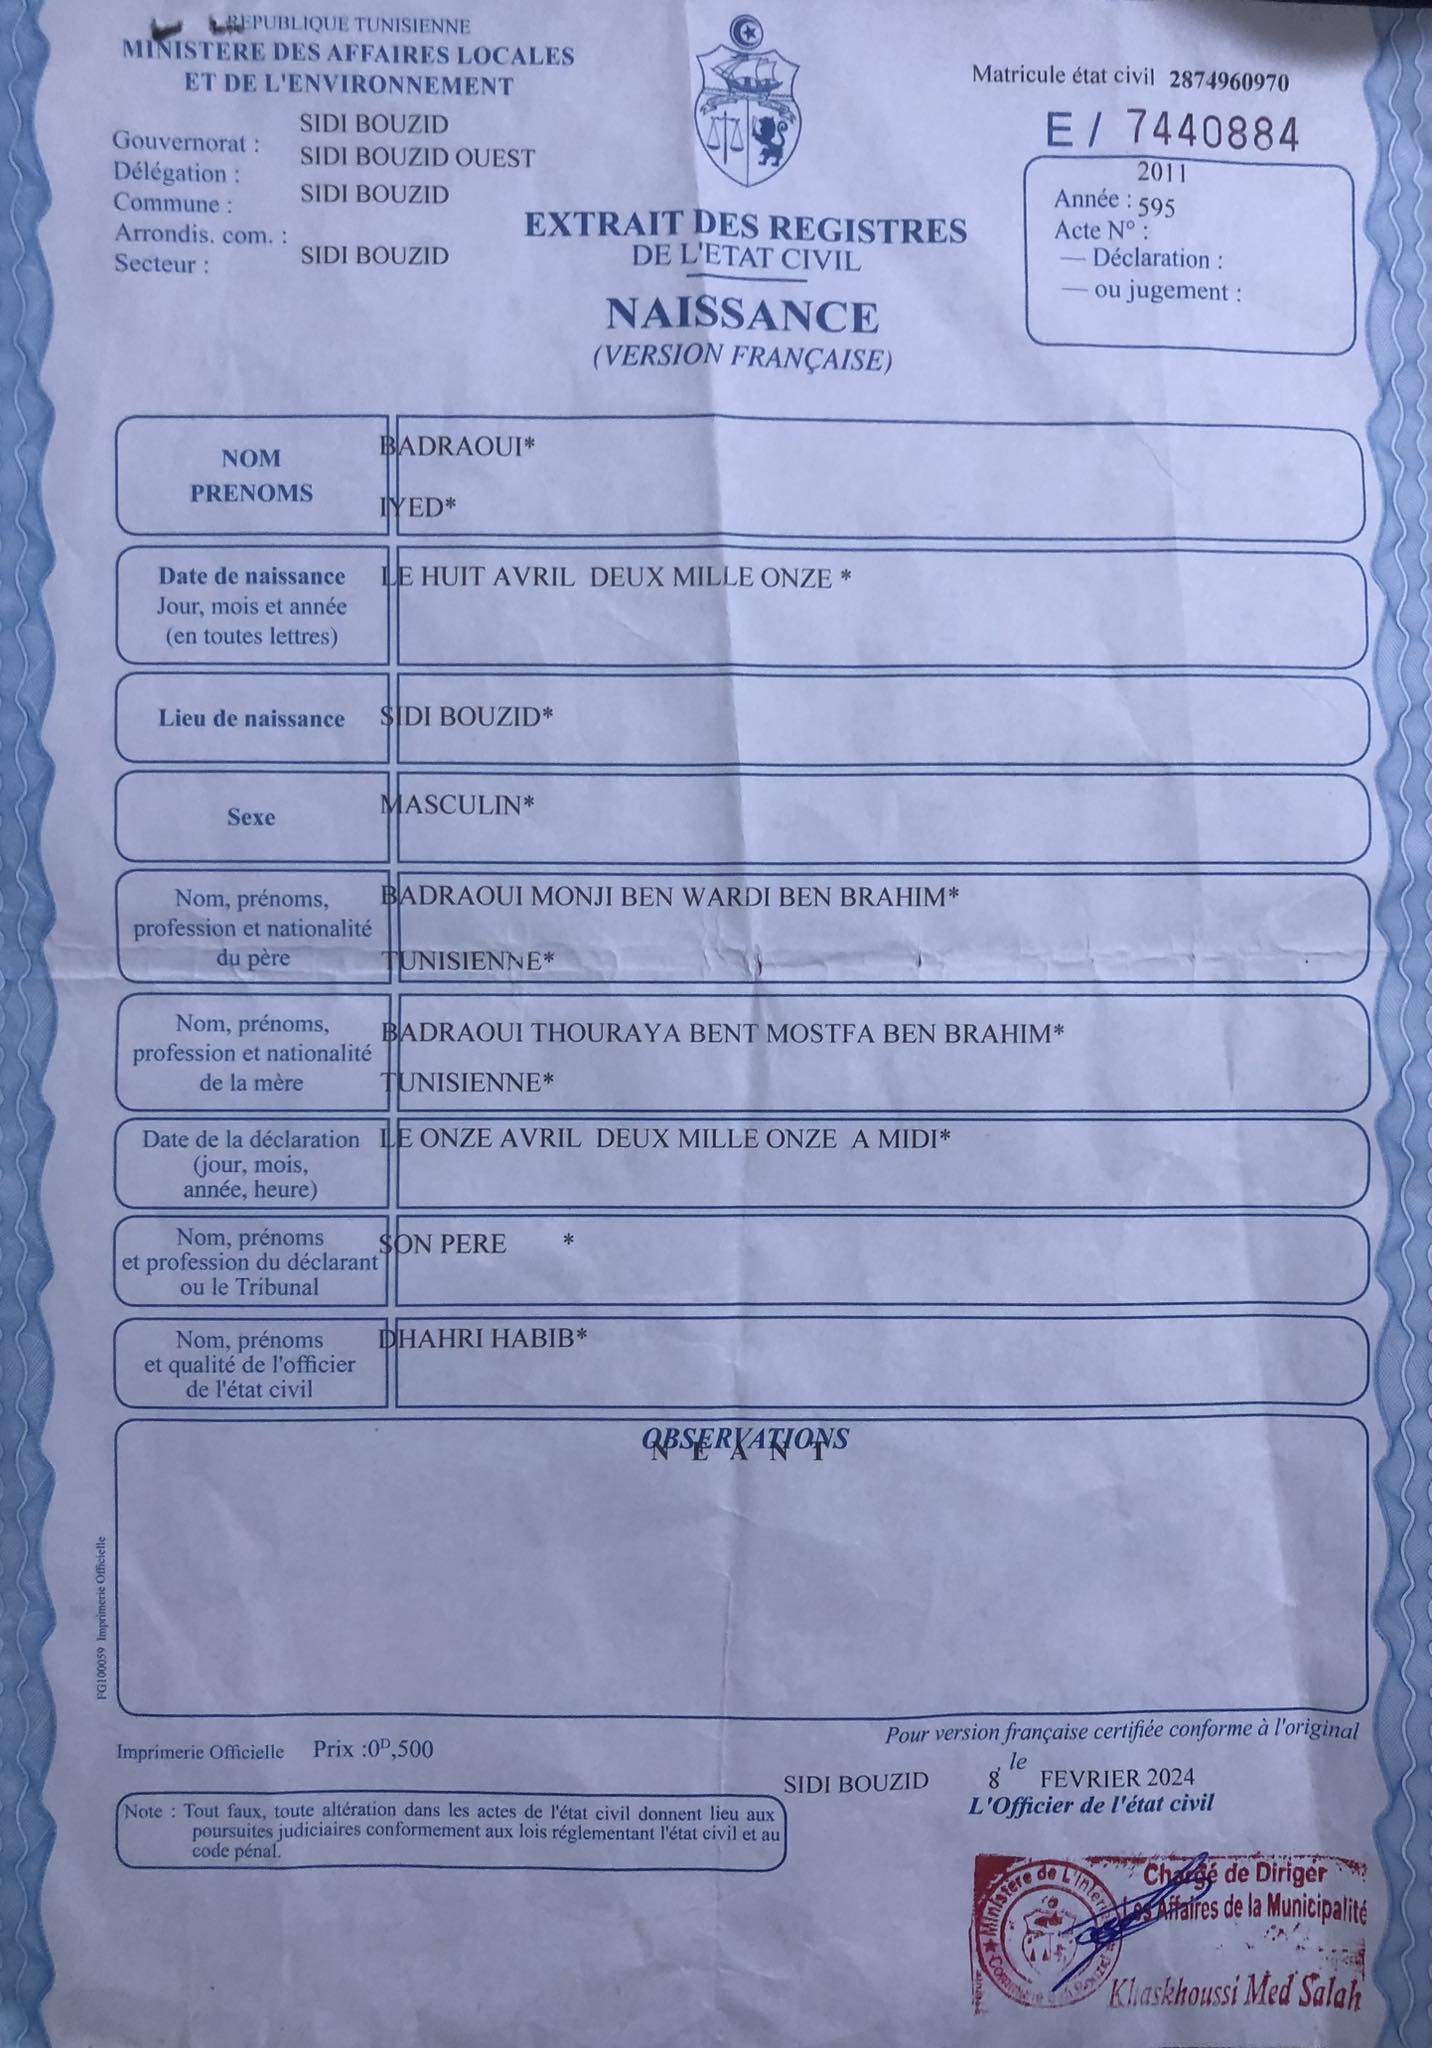 REPUBLIQUE TUNISIENNE
MINISTERE DES AFFAIRES LOCALES
ET DE L'ENVIRONNEMENT
Matricule état civil 2874960970
E / 7440884
Gouvernorat : SIDI BOUZID
Délégation : SIDI BOUZID OUEST
Commune : SIDI BOUZID
Arrondis. com. :
Secteur : SIDI BOUZID
2011
Année : 595
Acte N° :
— Déclaration :
— ou jugement :
EXTRAIT DES REGISTRES
DE L'ETAT CIVIL
NAISSANCE
(VERSION FRANÇAISE)
NOM
PRENOMS
BADRAOUI*
IYED*
Date de naissance
Jour, mois et année
(en toutes lettres)
LE HUIT AVRIL DEUX MILLE ONZE *
Lieu de naissance
SIDI BOUZID*
Sexe
MASCULIN*
Nom, prénoms,
profession et nationalité
du père
BADRAOUI MONJI BEN WARDI BEN BRAHIM*
TUNISIENNE*
Nom, prénoms,
profession et nationalité
de la mère
BADRAOUI THOURAYA BENT MOSTFA BEN BRAHIM*
TUNISIENNE*
Date de la déclaration
(jour, mois,
année, heure)
LE ONZE AVRIL DEUX MILLE ONZE A MIDI*
Nom, prénoms
et profession du déclarant
ou le Tribunal
SON PERE *
Nom, prénoms
et qualité de l'officier
de l'état civil
DHAHRI HABIB*
OBSERVATIONS
N E A N T
FG100059 Imprimerie Officielle
Imprimerie Officielle Prix :0D,500
Pour version française certifiée conforme à l'original
le
SIDI BOUZID 8 FEVRIER 2024
L'Officier de l'état civil
Note : Tout faux, toute altération dans les actes de l'état civil donnent lieu aux
poursuites judiciaires conformement aux lois réglementant l'état civil et au
code pénal.
Ministère de L'Interi
Chargé de Diriger
Les Affaires de la Municipalité
Khaskhoussi Med Salah